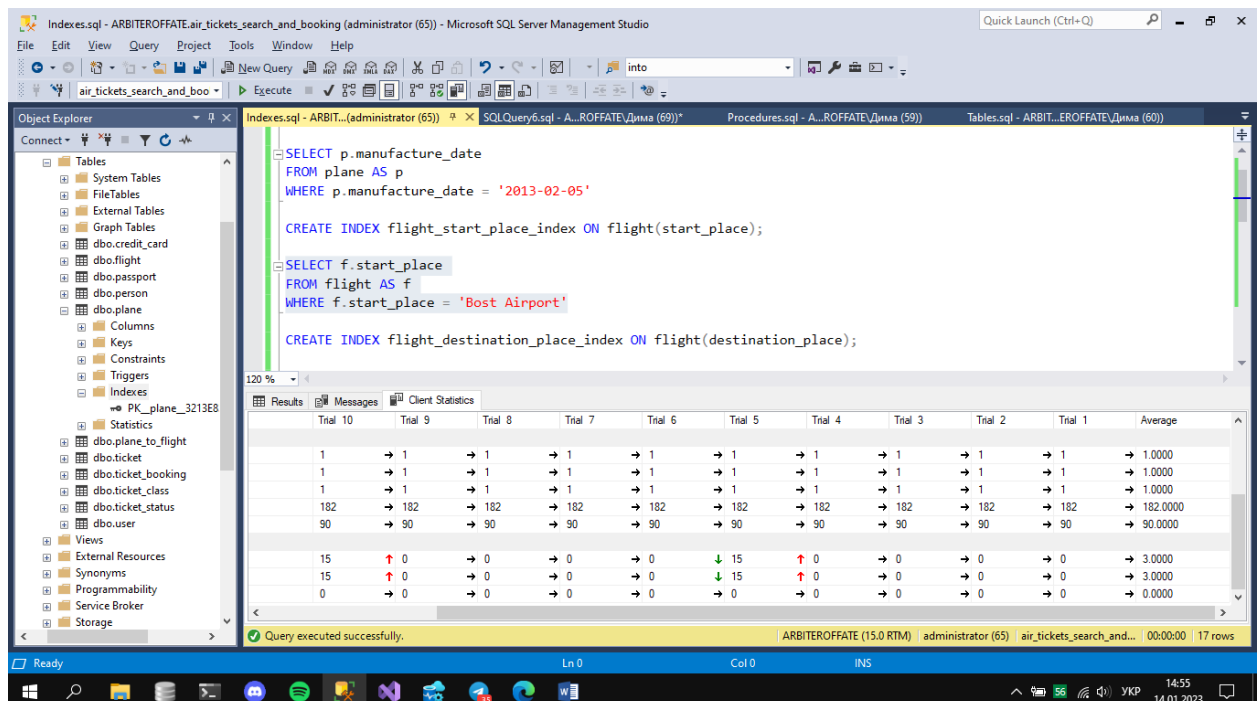 Indexes.sql - ARBITEROFFATE.air_tickets_search_and_booking (administrator (65)) - Microsoft SQL Server Management Studio
Quick Launch (Ctrl+Q)
File Edit View Query Project Tools Window Help
New Query into
air_tickets_search_and_boo Execute
Object Explorer
Connect
Tables
System Tables
FileTables
External Tables
Graph Tables
dbo.credit_card
dbo.flight
dbo.passport
dbo.person
dbo.plane
Columns
Keys
Constraints
Triggers
Indexes
PK__plane__3213E8
Statistics
dbo.plane_to_flight
dbo.ticket
dbo.ticket_booking
dbo.ticket_class
dbo.ticket_status
dbo.user
Views
External Resources
Synonyms
Programmability
Service Broker
Storage
Indexes.sql - ARBIT...(administrator (65)) SQLQuery6.sql - A...ROFFATE\Дима (69))* Procedures.sql - A...ROFFATE\Дима (59)) Tables.sql - ARBIT...EROFFATE\Дима (60))
SELECT p.manufacture_date
FROM plane AS p
WHERE p.manufacture_date = '2013-02-05'
CREATE INDEX flight_start_place_index ON flight(start_place);
SELECT f.start_place
FROM flight AS f
WHERE f.start_place = 'Bost Airport'
CREATE INDEX flight_destination_place_index ON flight(destination_place);
120 %
Results Messages Client Statistics
Trial 10 Trial 9 Trial 8 Trial 7 Trial 6 Trial 5 Trial 4 Trial 3 Trial 2 Trial 1 Average
1 → 1 → 1 → 1 → 1 → 1 → 1 → 1 → 1 → 1 → 1.0000
1 → 1 → 1 → 1 → 1 → 1 → 1 → 1 → 1 → 1 → 1.0000
1 → 1 → 1 → 1 → 1 → 1 → 1 → 1 → 1 → 1 → 1.0000
182 → 182 → 182 → 182 → 182 → 182 → 182 → 182 → 182 → 182 → 182.0000
90 → 90 → 90 → 90 → 90 → 90 → 90 → 90 → 90 → 90 → 90.0000
15 ↑ 0 → 0 → 0 → 0 ↓ 15 ↑ 0 → 0 → 0 → 0 → 3.0000
15 ↑ 0 → 0 → 0 → 0 ↓ 15 ↑ 0 → 0 → 0 → 0 → 3.0000
0 → 0 → 0 → 0 → 0 → 0 → 0 → 0 → 0 → 0 → 0.0000
Query executed successfully. ARBITEROFFATE (15.0 RTM) administrator (65) air_tickets_search_and... 00:00:00 17 rows
Ready Ln 0 Col 0 INS
56 УКР 14:55
14.01.2023